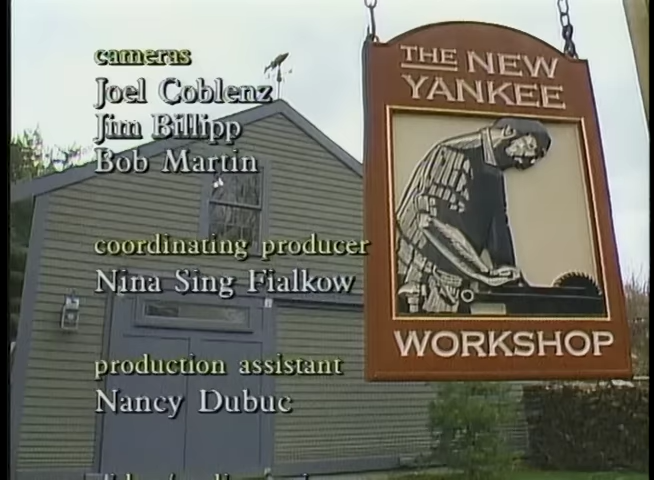 cameras
Joel Coblenz
Jim Billipp
Bob Martin
coordinating producer
Nina Sing Fialkow
production assistant
Nancy Dubuc
THE NEW
YANKEE
WORKSHOP